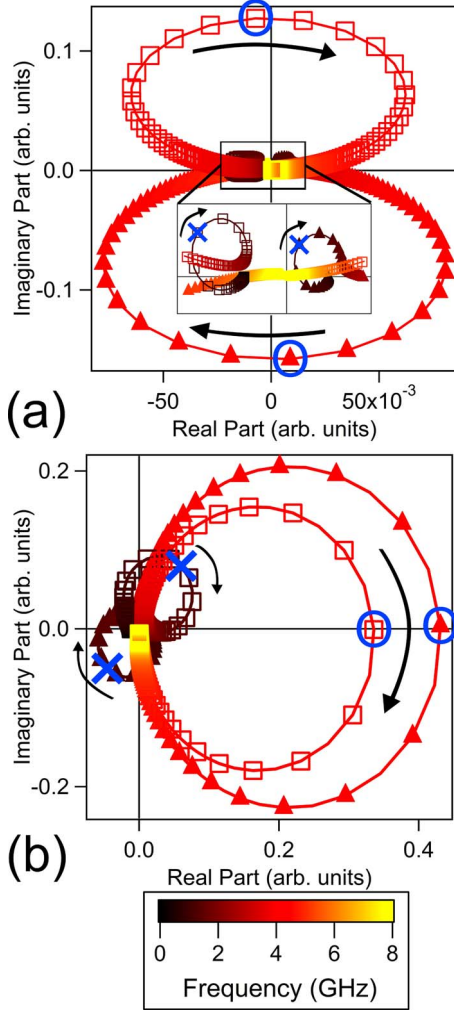 0.1
0.0
-0.1
Imaginary Part (arb. units)
-50
0
50x10⁻³
Real Part (arb. units)
(a)
0.2
0.0
-0.2
Imaginary Part (arb. units)
0.0
0.2
0.4
Real Part (arb. units)
(b)
0
2
4
6
8
Frequency (GHz)